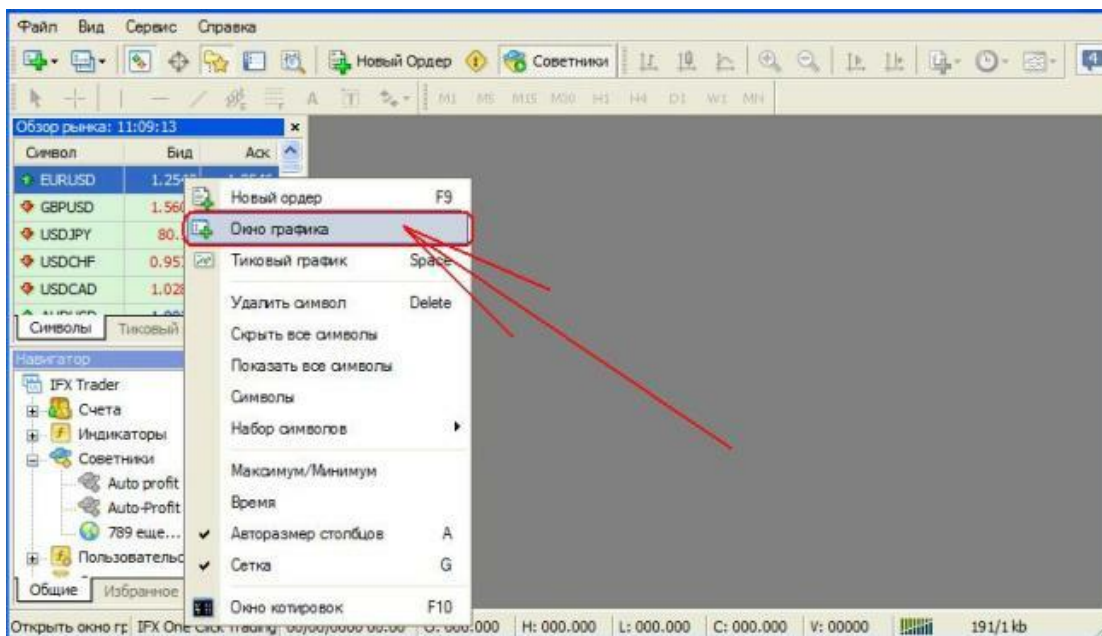 Файл Вид Сервис Справка
Новый Ордер Советники
A T M1 M5 M15 M30 H1 H4 D1 W1 MN
Обзор рынка: 11:09:13
Символ Бид Аск
EURUSD
GBPUSD
USDJPY
USDCHF
USDCAD
Символы Тиковый
Новый ордер F9
Окно графика
Тиковый график Space
Удалить символ Delete
Скрыть все символы
Показать все символы
Символы
Набор символов
Максимум/Минимум
Время
Авторазмер столбцов A
Сетка G
Окно котировок F10
Навигатор
IFX Trader
Счета
Индикаторы
Советники
Auto profit
Auto-Profit
789 еще...
Общие Избранное
IFX One H: 000.000 L: 000.000 C: 000.000 V: 00000 191/1 kb